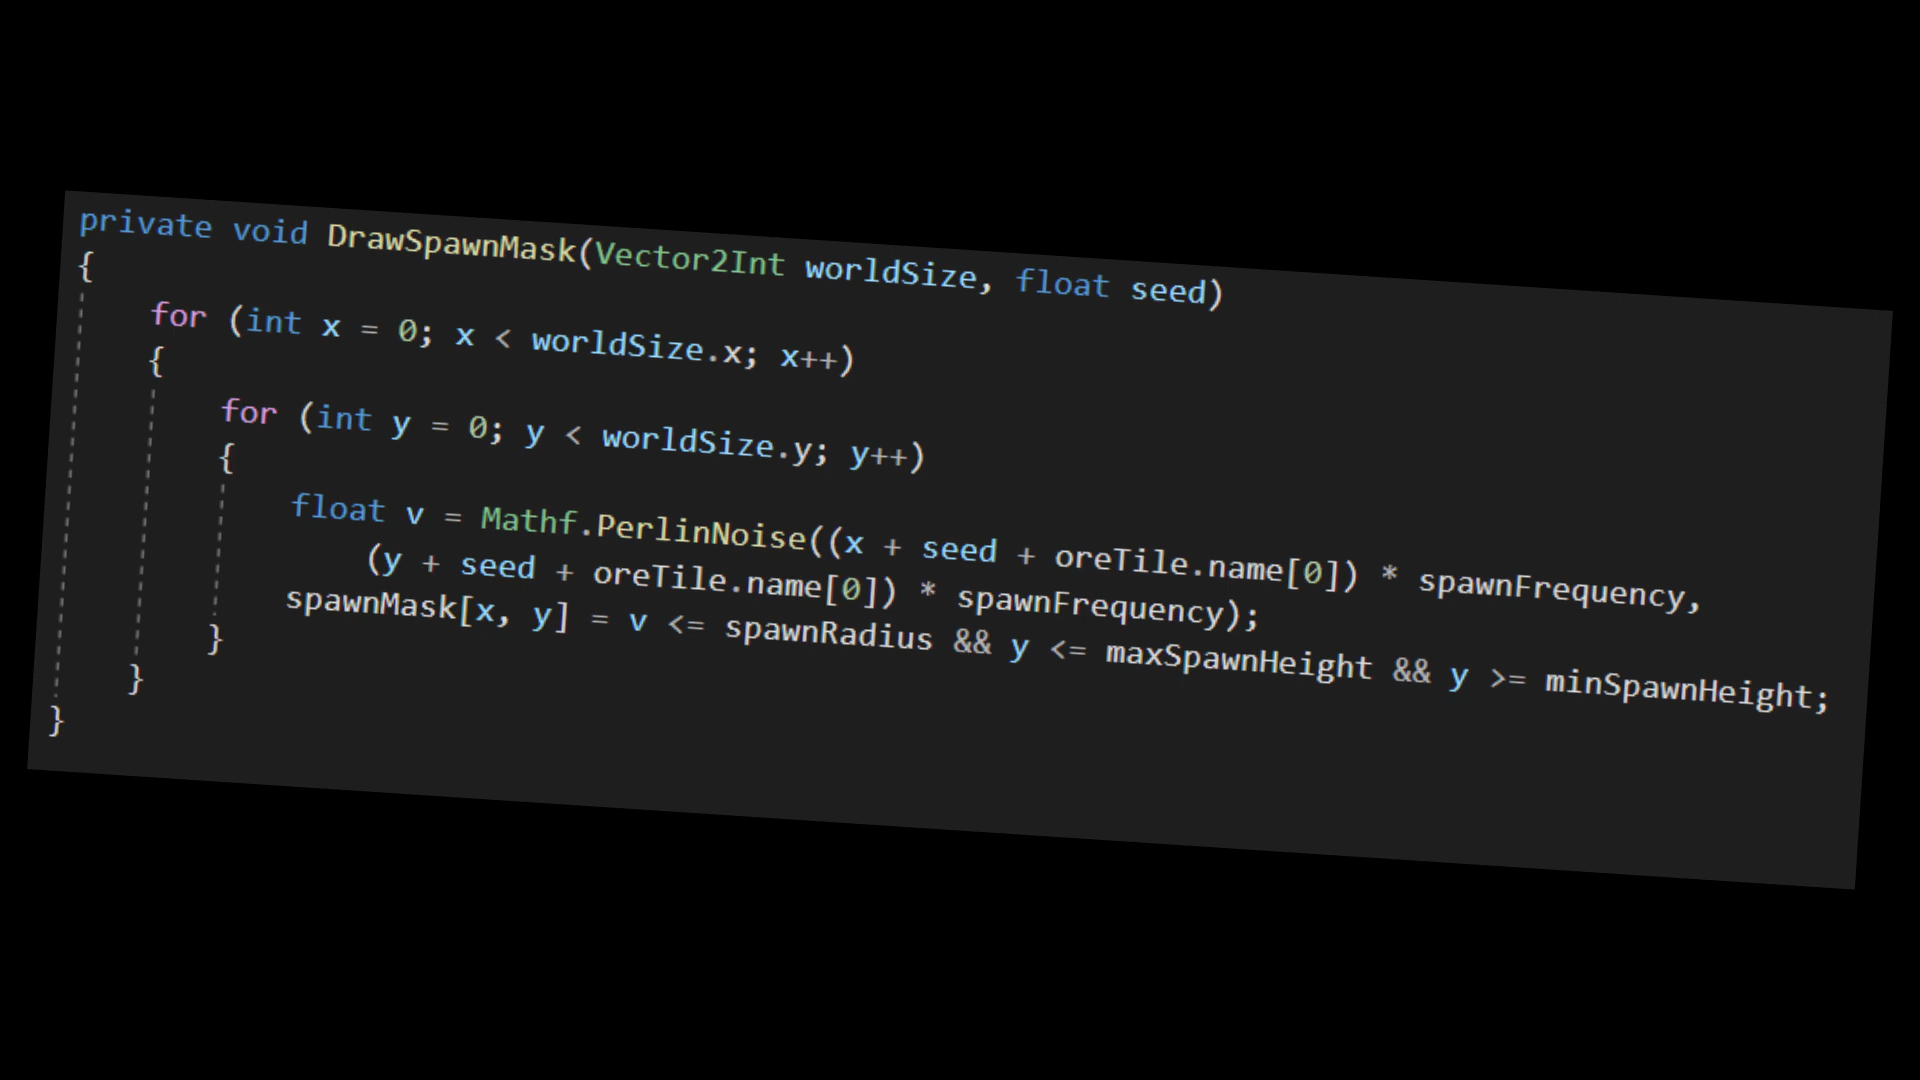 private void DrawSpawnMask(Vector2Int worldSize, float seed)
{
for (int x = 0; x < worldSize.x; x++)
{
for (int y = 0; y < worldSize.y; y++)
{
float v = Mathf.PerlinNoise((x + seed + oreTile.name[0]) * spawnFrequency,
(y + seed + oreTile.name[0]) * spawnFrequency);
spawnMask[x, y] = v <= spawnRadius && y <= maxSpawnHeight && y >= minSpawnHeight;
}
}
}